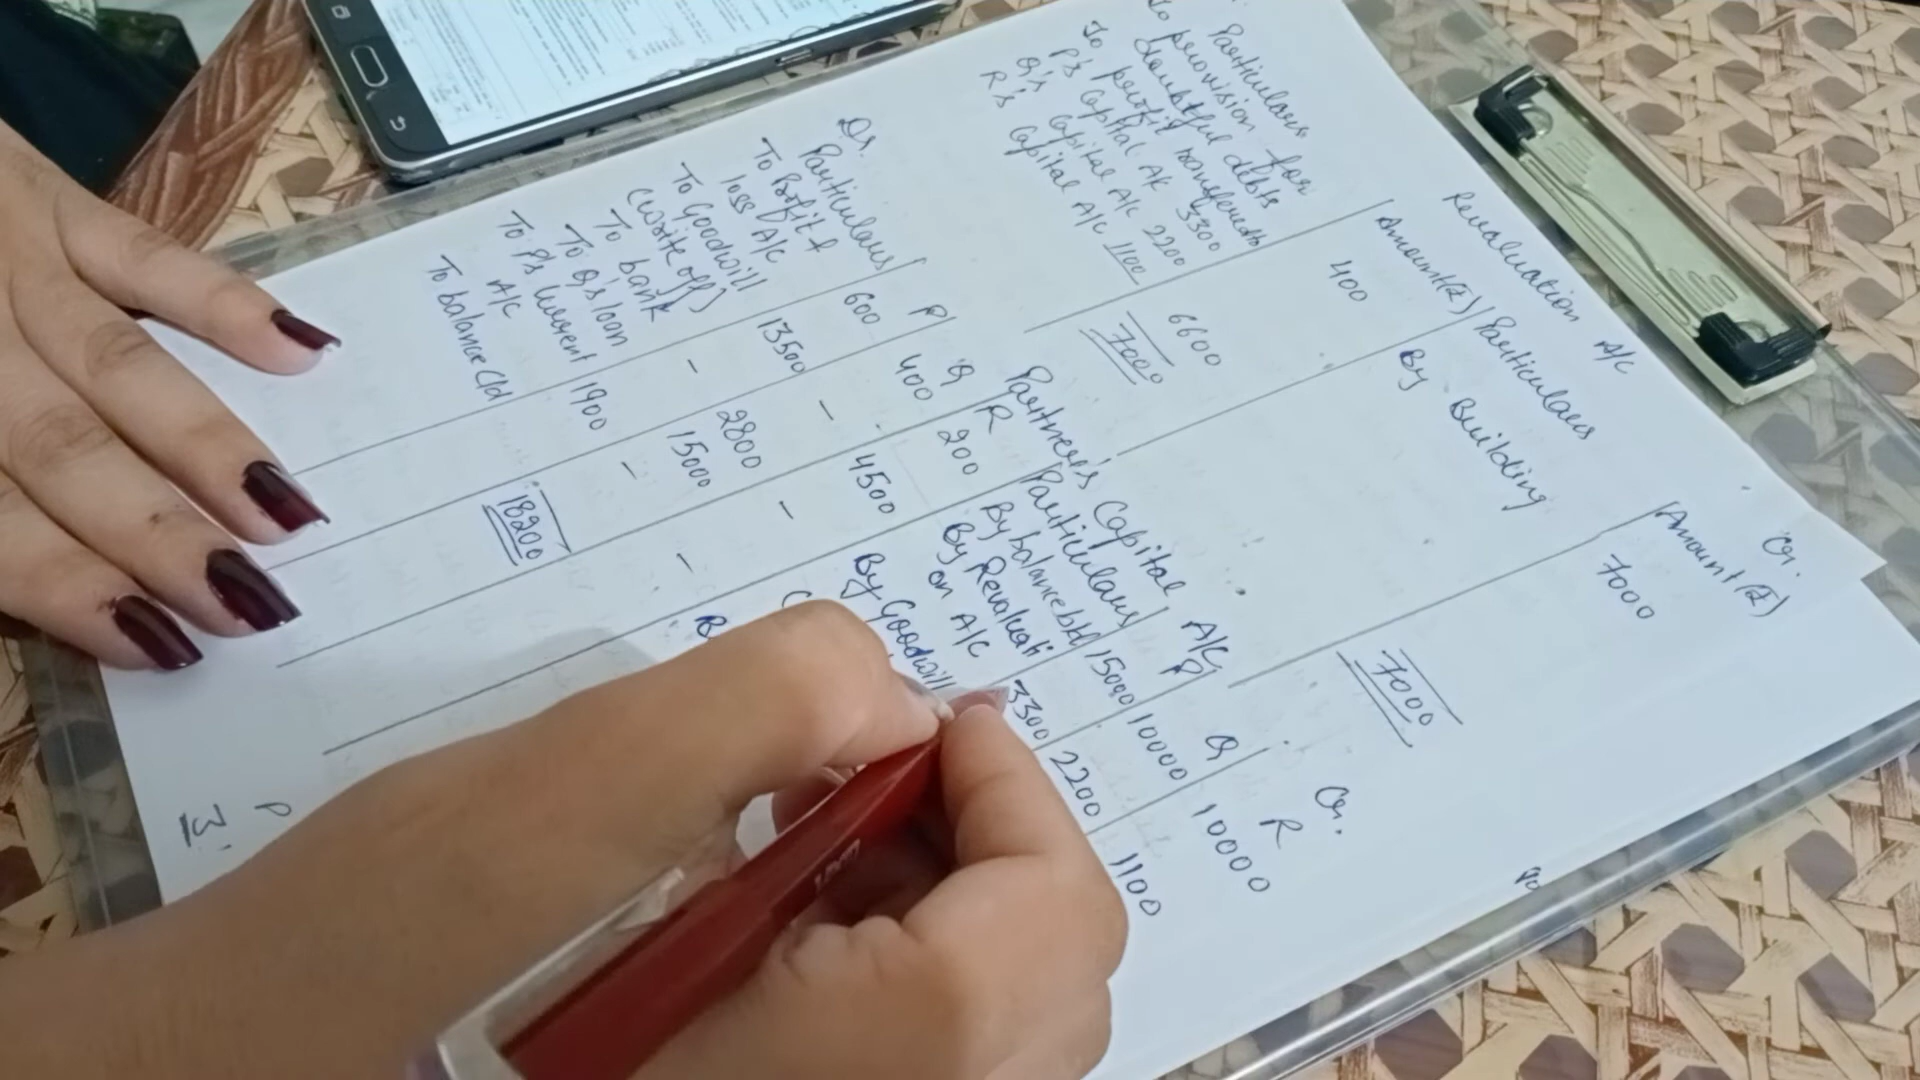 Revaluation A/c
Cr.
Particulars Amount(₹) Particulars Amount(₹)
To provision for 400 By Building 7000
doubtful debts
To profit transferred to
P's Capital A/c 3300
Q's Capital A/c 2200
R's Capital A/c 1100 6600
7000 7000
Partner's Capital A/c
Dr. Cr.
Particulars P Q R Particulars P Q R
To Profit & 600 400 200 By balance b/d 15000 10000 10000
loss A/c By Revaluati 3300 2200 1100
To Goodwill 13500 – 4500 on A/c
(write off) By Goodwill
To bank – 2800 –
To Q's loan 15000 –
A/c
To P's current 1900 –
To balance c/d
18200
P
3